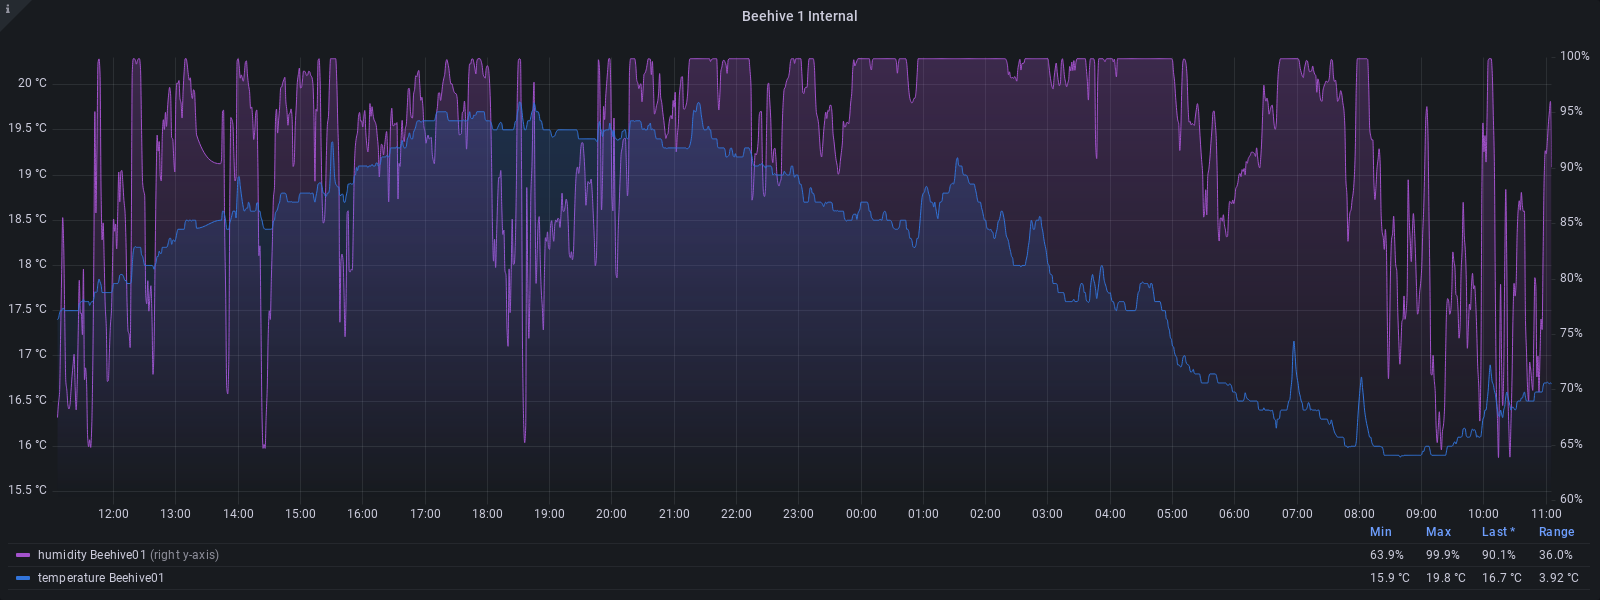 i
Beehive 1 Internal
20 °C
19.5 °C
19 °C
18.5 °C
18 °C
17.5 °C
17 °C
16.5 °C
16 °C
15.5 °C
100%
95%
90%
85%
80%
75%
70%
65%
60%
12:00 13:00 14:00 15:00 16:00 17:00 18:00 19:00 20:00 21:00 22:00 23:00 00:00 01:00 02:00 03:00 04:00 05:00 06:00 07:00 08:00 09:00 10:00 11:00
Min Max Last * Range
humidity Beehive01 (right y-axis) 63.9% 99.9% 90.1% 36.0%
temperature Beehive01 15.9 °C 19.8 °C 16.7 °C 3.92 °C